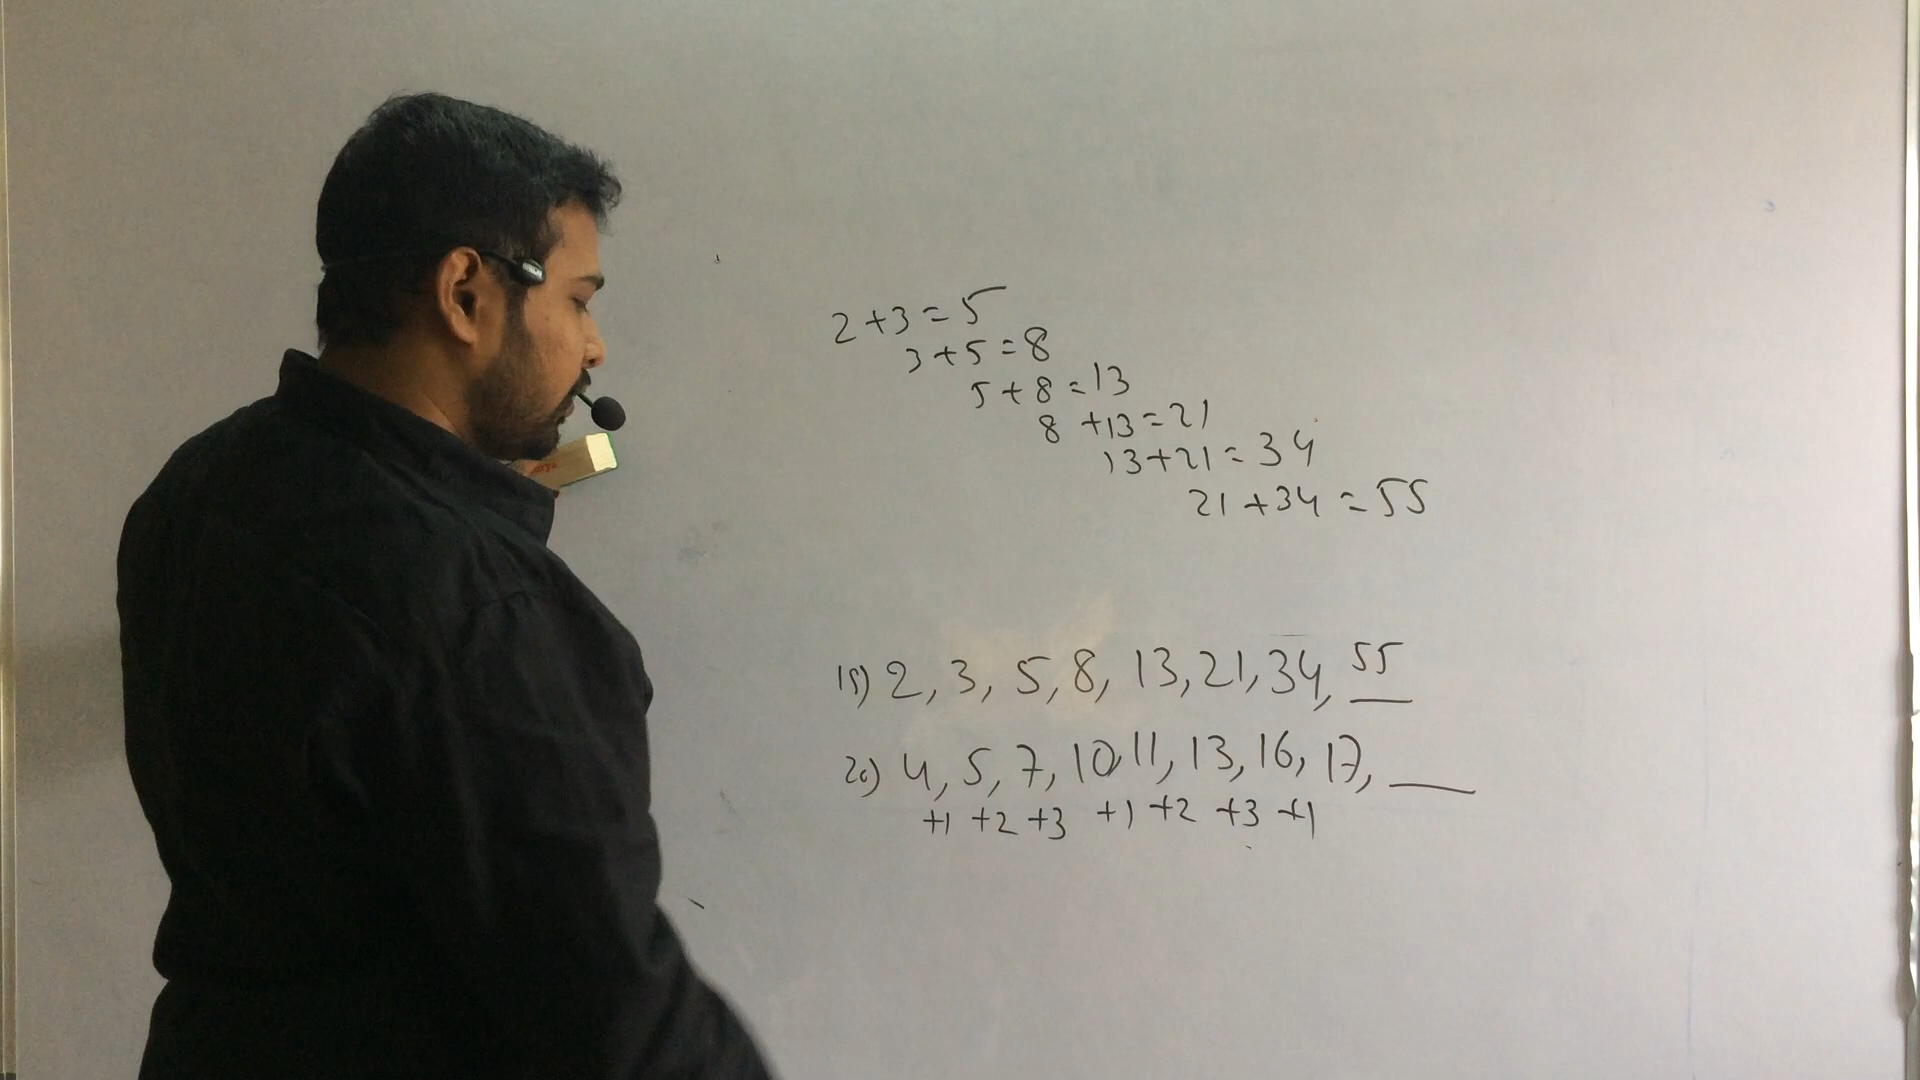 2+3=5
3+5=8
5+8=13
8+13=21
13+21=34
21+34=55
19) 2, 3, 5, 8, 13, 21, 34, 55
20) 4, 5, 7, 10, 11, 13, 16, 17, __
+1 +2 +3 +1 +2 +3 +1